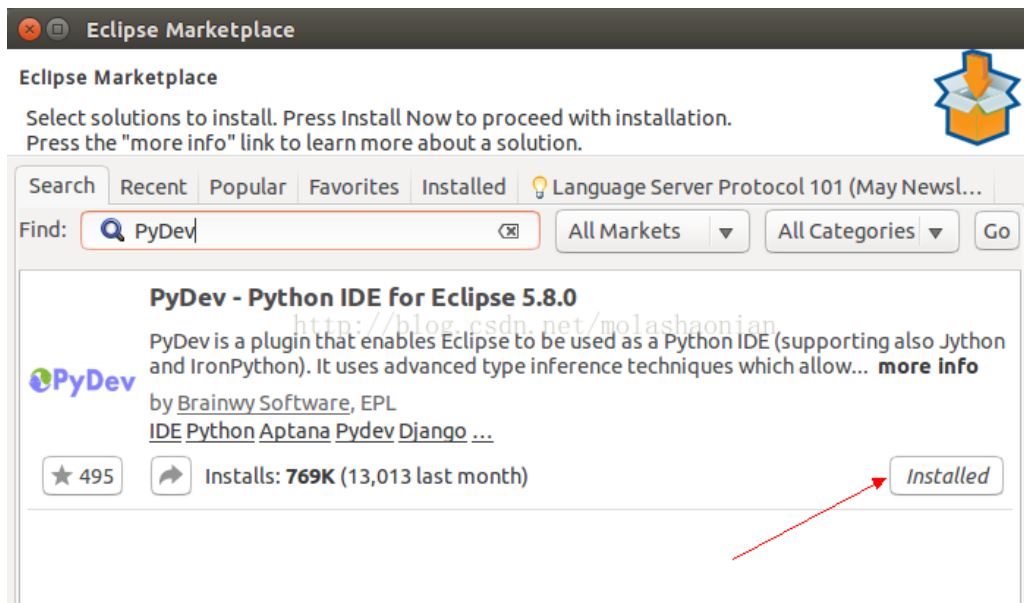 Eclipse Marketplace
Eclipse Marketplace
Select solutions to install. Press Install Now to proceed with installation.
Press the "more info" link to learn more about a solution.
Search Recent Popular Favorites Installed Language Server Protocol 101 (May Newsl...
Find: PyDev All Markets All Categories Go
PyDev - Python IDE for Eclipse 5.8.0
http://blog.csdn.net/molashaonian
PyDev is a plugin that enables Eclipse to be used as a Python IDE (supporting also Jython
and IronPython). It uses advanced type inference techniques which allow... more info
PyDev
by Brainwy Software, EPL
IDE Python Aptana Pydev Django ...
495 Installs: 769K (13,013 last month) Installed